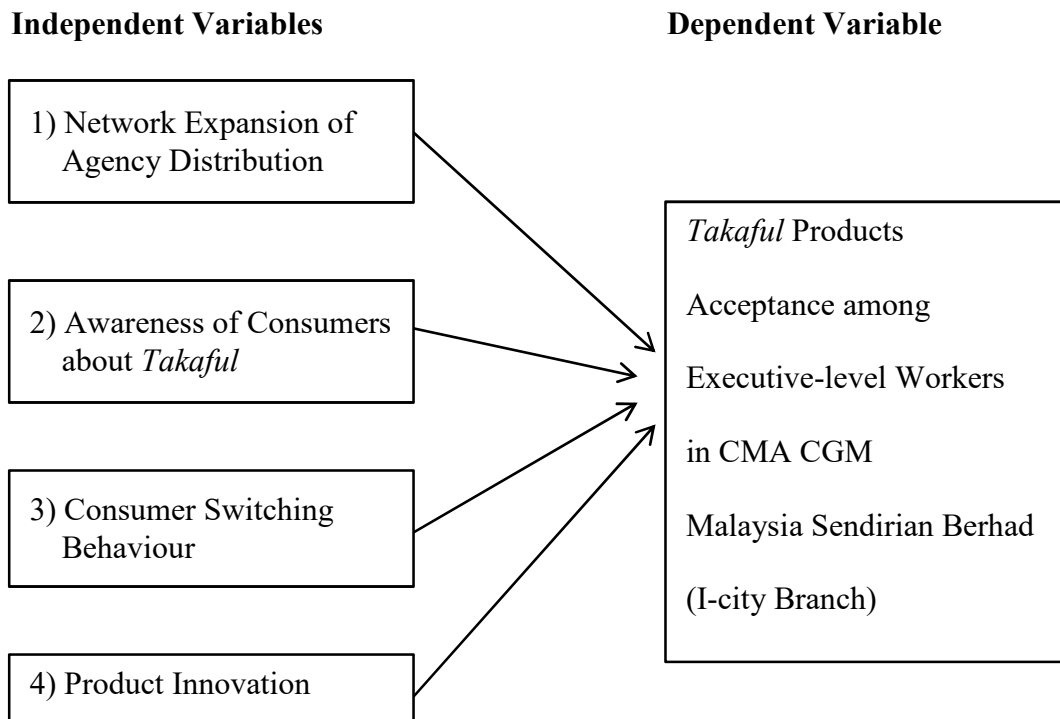 Independent Variables
Dependent Variable
1) Network Expansion of
Agency Distribution
2) Awareness of Consumers
about Takaful
3) Consumer Switching
Behaviour
4) Product Innovation
Takaful Products
Acceptance among
Executive-level Workers
in CMA CGM
Malaysia Sendirian Berhad
(I-city Branch)